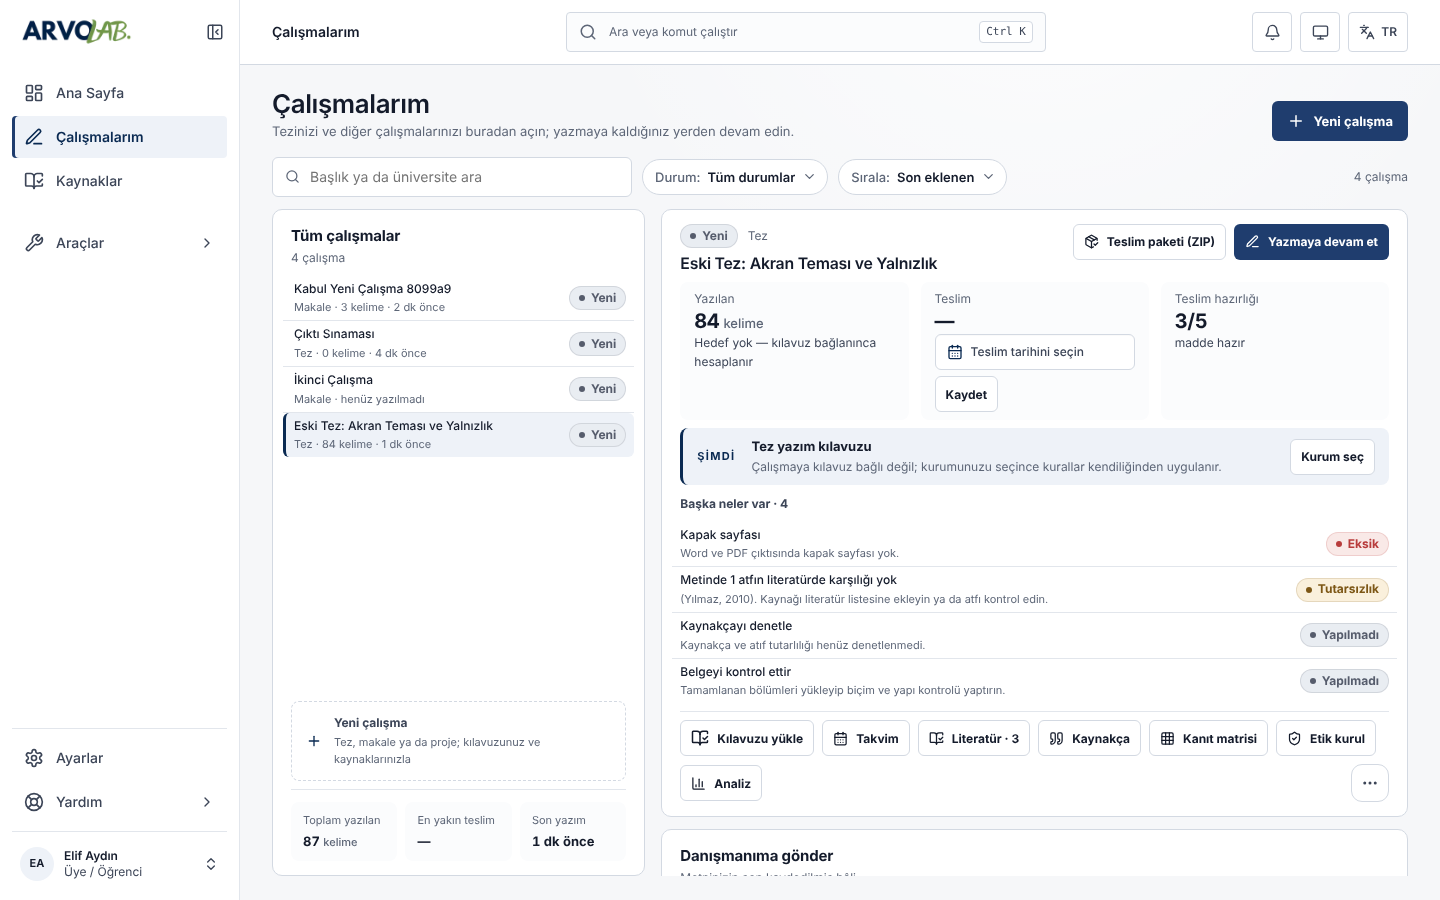 ARVOLAB.
Çalışmalarım
Ara veya komut çalıştır
Ctrl K
TR
Ana Sayfa
Çalışmalarım
Kaynaklar
Araçlar
Ayarlar
Yardım
EA
Elif Aydın
Üye / Öğrenci
Çalışmalarım
Tezinizi ve diğer çalışmalarınızı buradan açın; yazmaya kaldığınız yerden devam edin.
Yeni çalışma
Başlık ya da üniversite ara
Durum: Tüm durumlar
Sırala: Son eklenen
4 çalışma
Tüm çalışmalar
4 çalışma
Kabul Yeni Çalışma 8099a9
Makale · 3 kelime · 2 dk önce
Yeni
Çıktı Sınaması
Tez · 0 kelime · 4 dk önce
Yeni
İkinci Çalışma
Makale · henüz yazılmadı
Yeni
Eski Tez: Akran Teması ve Yalnızlık
Tez · 84 kelime · 1 dk önce
Yeni
Yeni çalışma
Tez, makale ya da proje; kılavuzunuz ve
kaynaklarınızla
Toplam yazılan
87 kelime
En yakın teslim
—
Son yazım
1 dk önce
Yeni
Tez
Eski Tez: Akran Teması ve Yalnızlık
Teslim paketi (ZIP)
Yazmaya devam et
Yazılan
84 kelime
Hedef yok — kılavuz bağlanınca
hesaplanır
Teslim
—
Teslim tarihini seçin
Kaydet
Teslim hazırlığı
3/5
madde hazır
ŞİMDİ
Tez yazım kılavuzu
Çalışmaya kılavuz bağlı değil; kurumunuzu seçince kurallar kendiliğinden uygulanır.
Kurum seç
Başka neler var · 4
Kapak sayfası
Word ve PDF çıktısında kapak sayfası yok.
Eksik
Metinde 1 atfın literatürde karşılığı yok
(Yılmaz, 2010). Kaynağı literatür listesine ekleyin ya da atfı kontrol edin.
Tutarsızlık
Kaynakçayı denetle
Kaynakça ve atıf tutarlılığı henüz denetlenmedi.
Yapılmadı
Belgeyi kontrol ettir
Tamamlanan bölümleri yükleyip biçim ve yapı kontrolü yaptırın.
Yapılmadı
Kılavuzu yükle
Takvim
Literatür · 3
Kaynakça
Kanıt matrisi
Etik kurul
Analiz
Danışmanıma gönder